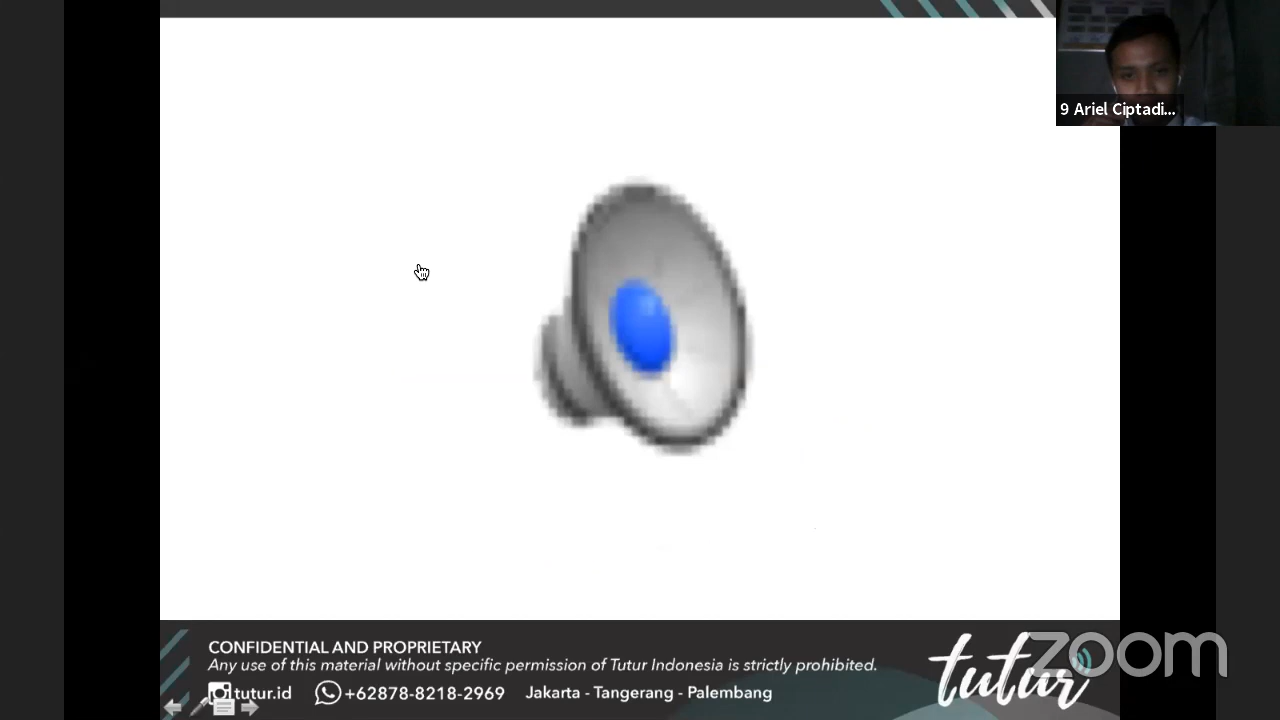 9 Ariel Ciptadi...
CONFIDENTIAL AND PROPRIETARY
Any use of this material without specific permission of Tutur Indonesia is strictly prohibited.
tutur.id +62878-8218-2969 Jakarta - Tangerang - Palembang
tutur
zoom